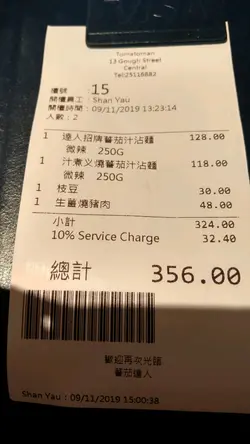 Tomatoman
13 Gough Street
Central
Tel:25118882
檯號 15
開檯員工：Shan Yau
開檯時間：09/11/2019 13:23:14
人數：2
1 達人招牌蕃茄汁沾麵 128.00
微辣 250G
1 汁煮义燒蕃茄汁沾麵 118.00
微辣 250G
1 枝豆 30.00
1 生薑燒豬肉 48.00
小計 324.00
10% Service Charge 32.40
總計 356.00
歡迎再次光臨
蕃茄達人
Shan Yau：09/11/2019 15:00:38